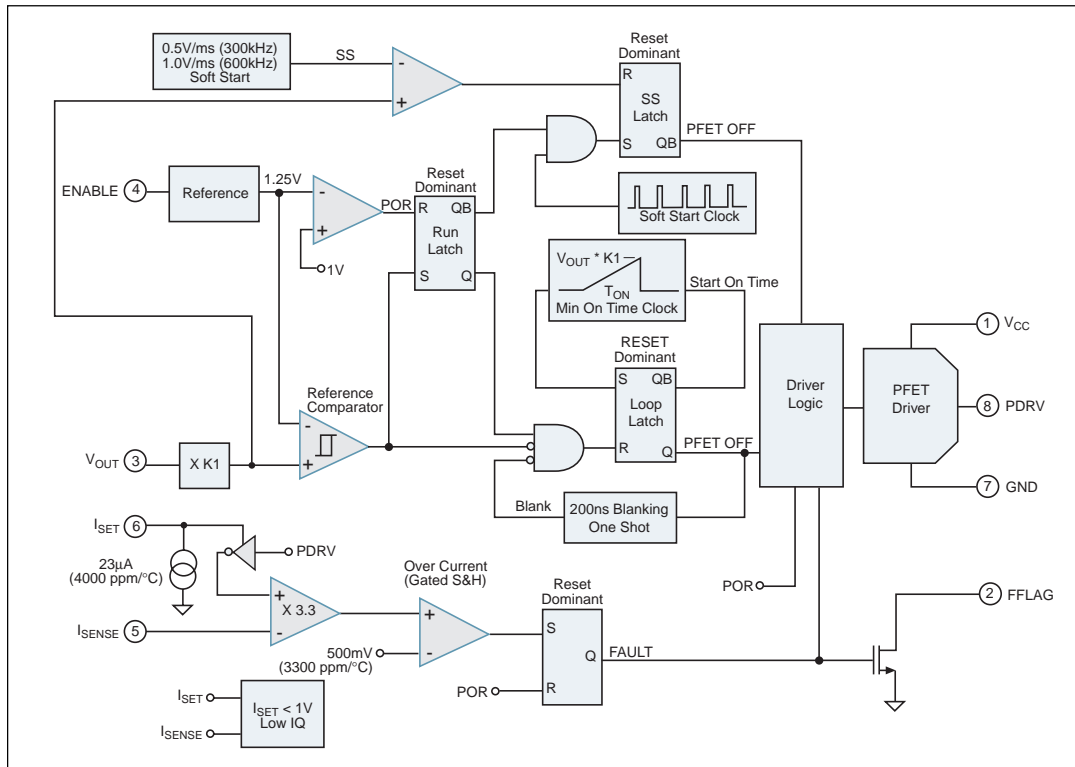 0.5V/ms (300kHz)
1.0V/ms (600kHz)
Soft Start
SS
-
+
Reset
Dominant
R
SS
Latch
S
QB
PFET OFF
ENABLE
4
Reference
1.25V
-
+
1V
POR
Reset
Dominant
R
QB
Run
Latch
S
Q
Soft Start Clock
VOUT * K1
TON
Min On Time Clock
Start On Time
RESET
Dominant
S
QB
Loop
Latch
R
Q
PFET OFF
Reference
Comparator
-
+
VOUT
3
X K1
Blank
200ns Blanking
One Shot
Driver
Logic
PFET
Driver
1
VCC
8
PDRV
7
GND
ISET
6
23µA
(4000 ppm/°C)
PDRV
+
X 3.3
-
ISENSE
5
Over Current
(Gated S&H)
+
-
500mV
(3300 ppm/°C)
Reset
Dominant
S
Q
R
FAULT
POR
POR
2
FFLAG
ISET
ISENSE
ISET < 1V
Low IQ